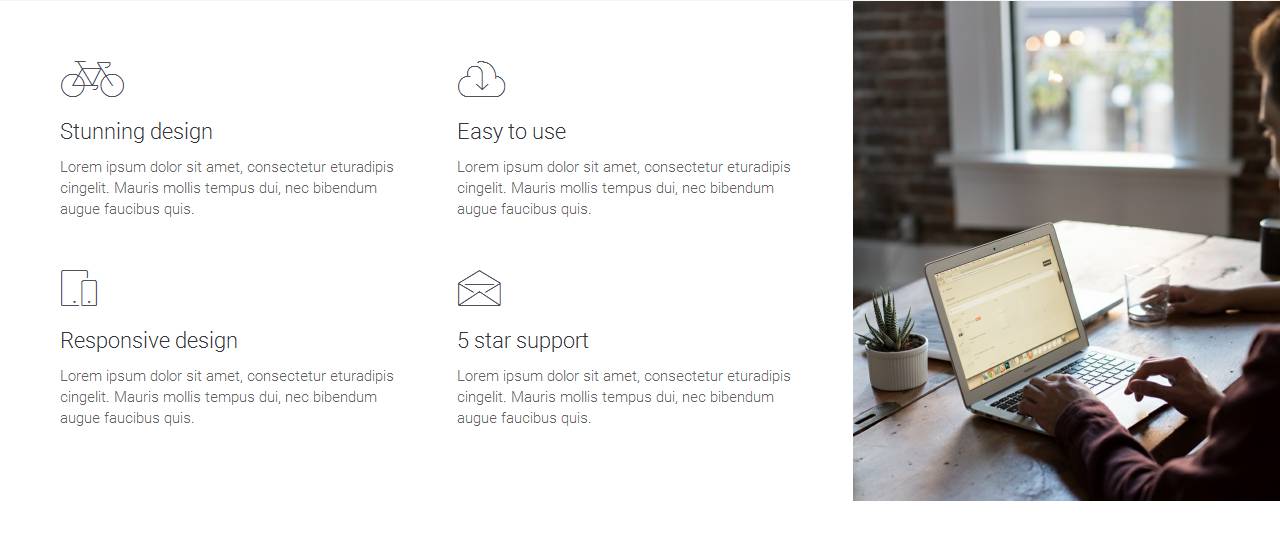 Stunning design
Lorem ipsum dolor sit amet, consectetur eturadipis
cingelit. Mauris mollis tempus dui, nec bibendum
augue faucibus quis.
Easy to use
Lorem ipsum dolor sit amet, consectetur eturadipis
cingelit. Mauris mollis tempus dui, nec bibendum
augue faucibus quis.
Responsive design
Lorem ipsum dolor sit amet, consectetur eturadipis
cingelit. Mauris mollis tempus dui, nec bibendum
augue faucibus quis.
5 star support
Lorem ipsum dolor sit amet, consectetur eturadipis
cingelit. Mauris mollis tempus dui, nec bibendum
augue faucibus quis.